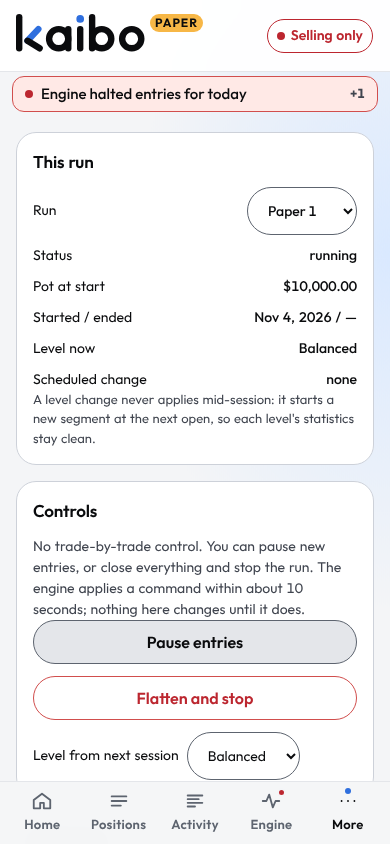 kaibo PAPER
Selling only
Engine halted entries for today +1
This run
Run Paper 1
Status running
Pot at start $10,000.00
Started / ended Nov 4, 2026 / —
Level now Balanced
Scheduled change none
A level change never applies mid-session: it starts a
new segment at the next open, so each level's statistics
stay clean.
Controls
No trade-by-trade control. You can pause new
entries, or close everything and stop the run. The
engine applies a command within about 10
seconds; nothing here changes until it does.
Pause entries
Flatten and stop
Level from next session Balanced
Home Positions Activity Engine More